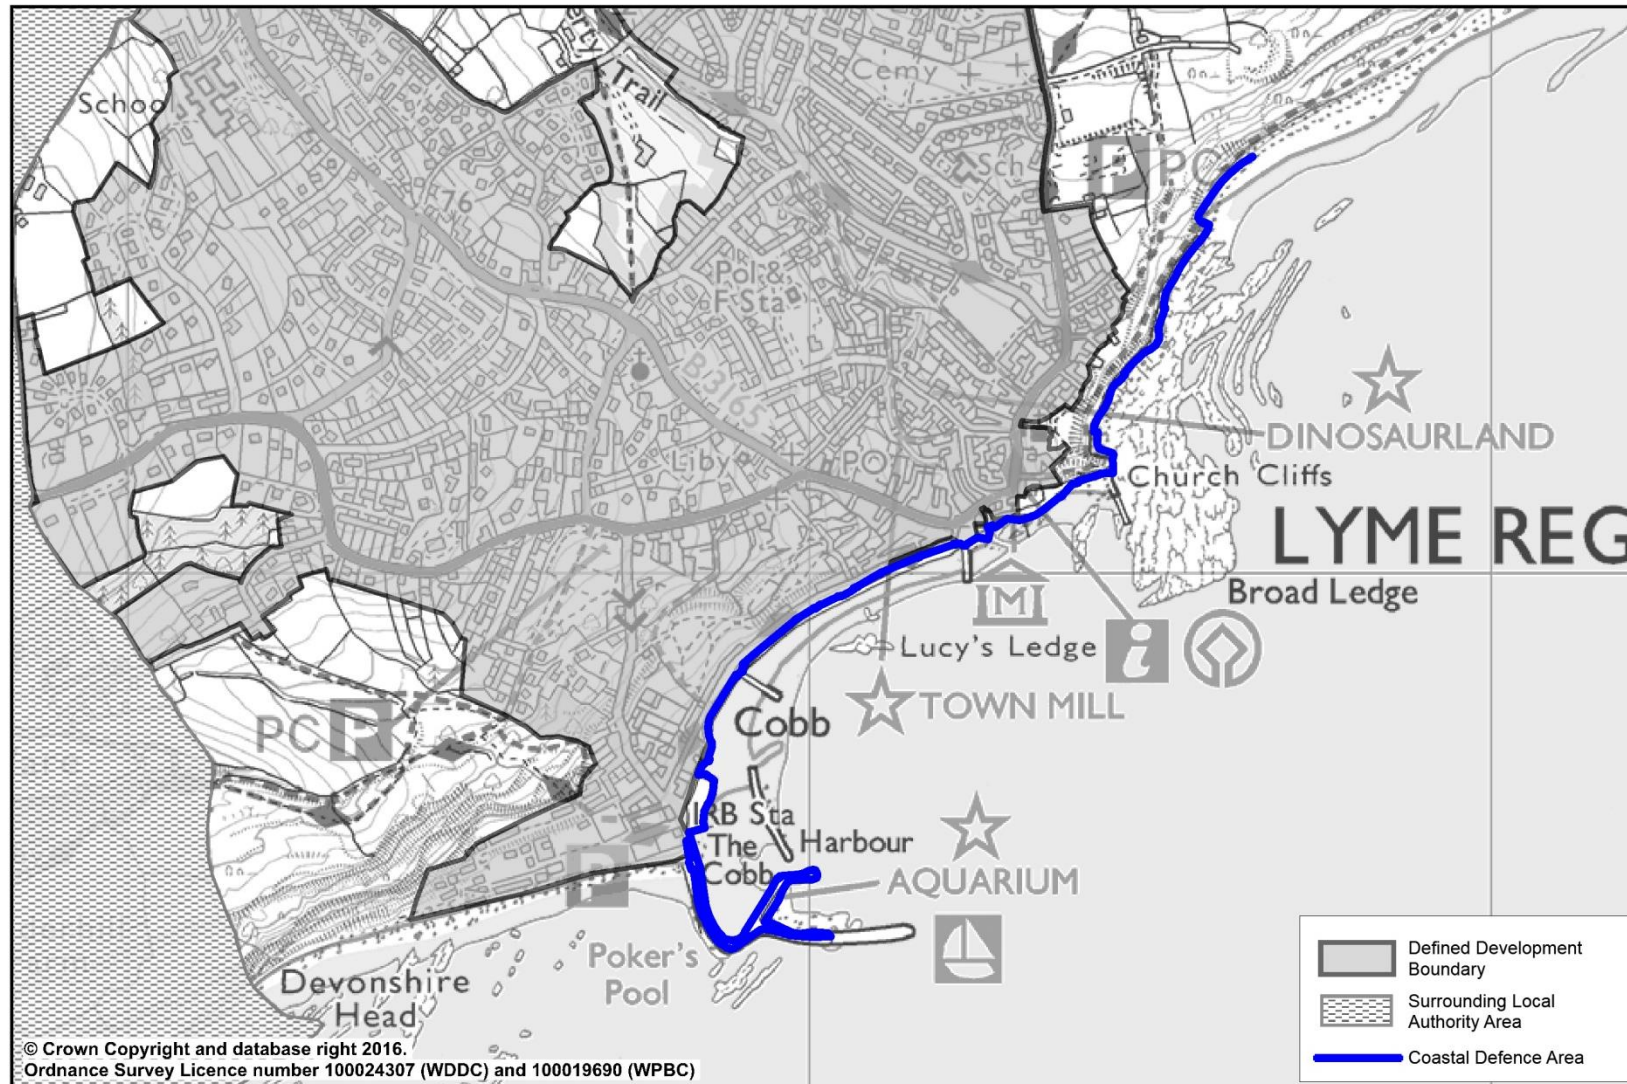 erty
Trail
Cemy
School
Sch
P
PC
76
Pol &
F Sta
B3165
DINOSAURLAND
Liby
PO
Church Cliffs
LYME REG
Broad Ledge
M
Lucy's Ledge
i
TOWN MILL
PC
P
Cobb
IRB Sta
The
Cobb
Harbour
P
AQUARIUM
Poker's
Pool
Devonshire
Head
Defined Development
Boundary
Surrounding Local
Authority Area
Coastal Defence Area
© Crown Copyright and database right 2016.
Ordnance Survey Licence number 100024307 (WDDC) and 100019690 (WPBC)